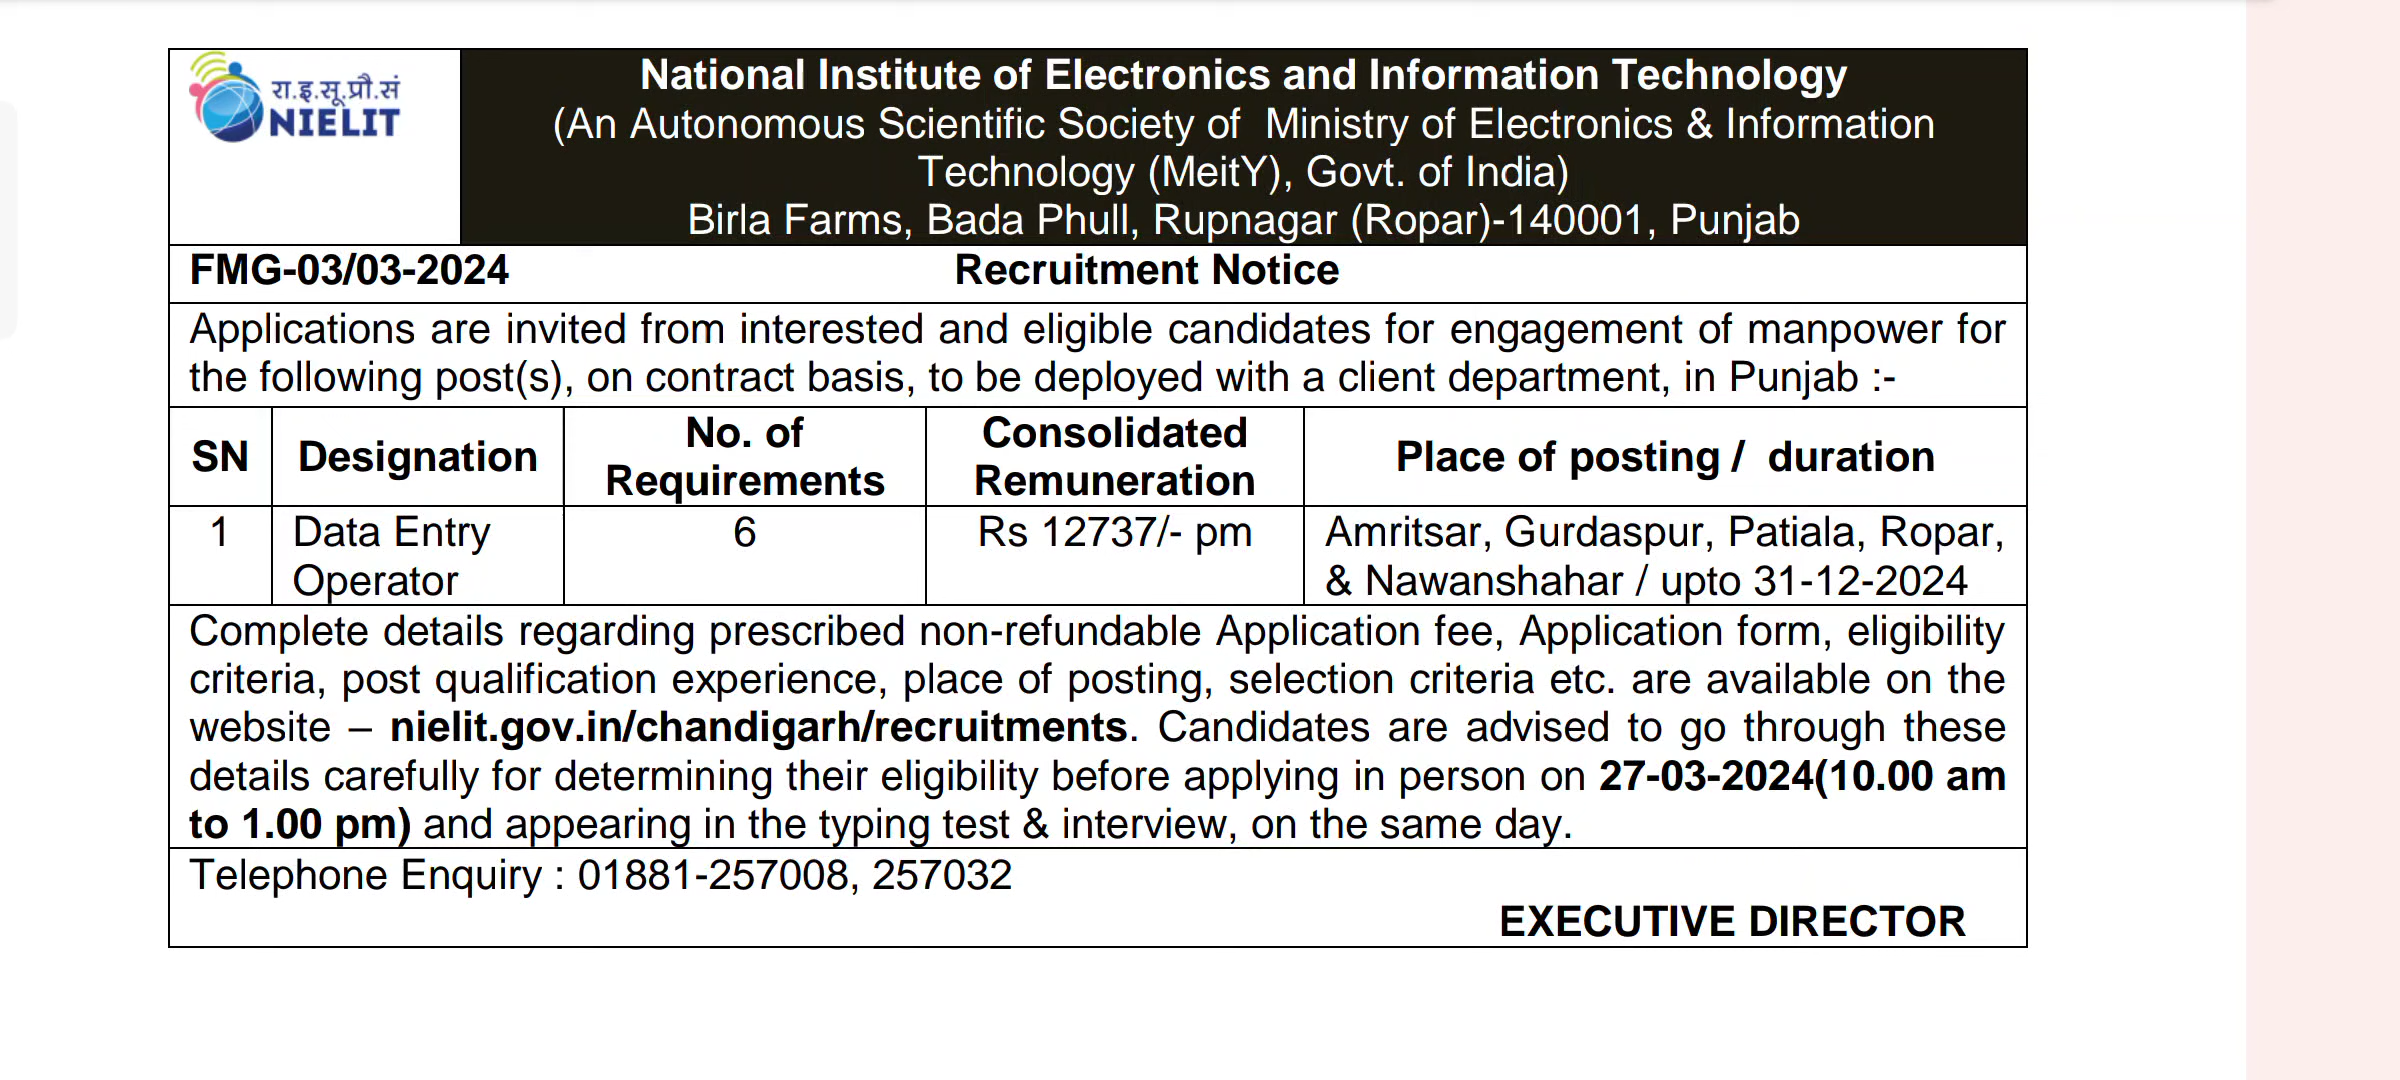 रा.इ.सू.प्रौ.सं
NIELIT
National Institute of Electronics and Information Technology
(An Autonomous Scientific Society of  Ministry of Electronics & Information
Technology (MeitY), Govt. of India)
Birla Farms, Bada Phull, Rupnagar (Ropar)-140001, Punjab
FMG-03/03-2024 Recruitment Notice
Applications are invited from interested and eligible candidates for engagement of manpower for
the following post(s), on contract basis, to be deployed with a client department, in Punjab :-
SN Designation No. of Requirements Consolidated Remuneration Place of posting /  duration
1 Data Entry Operator 6 Rs 12737/- pm Amritsar, Gurdaspur, Patiala, Ropar, & Nawanshahar / upto 31-12-2024
Complete details regarding prescribed non-refundable Application fee, Application form, eligibility
criteria, post qualification experience, place of posting, selection criteria etc. are available on the
website – nielit.gov.in/chandigarh/recruitments. Candidates are advised to go through these
details carefully for determining their eligibility before applying in person on 27-03-2024(10.00 am
to 1.00 pm) and appearing in the typing test & interview, on the same day.
Telephone Enquiry : 01881-257008, 257032
EXECUTIVE DIRECTOR